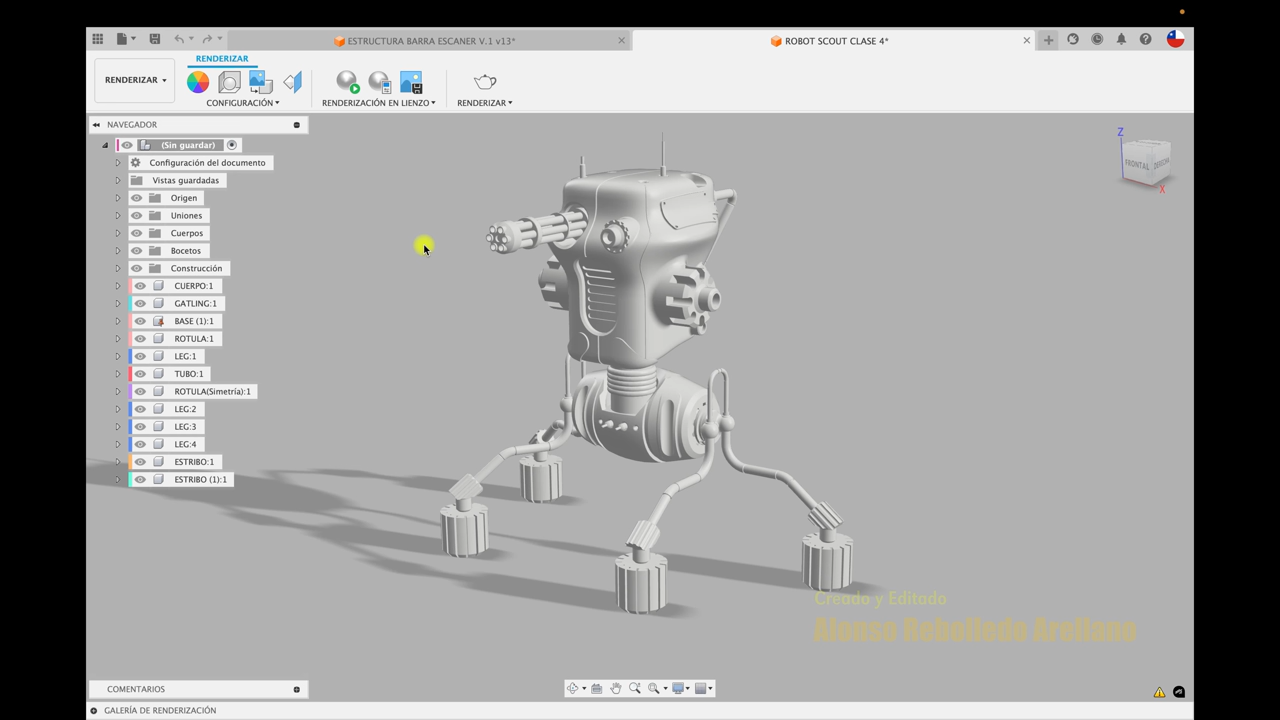 ESTRUCTURA BARRA ESCANER V.1 v13*
ROBOT SCOUT CLASE 4*
RENDERIZAR
RENDERIZAR
CONFIGURACIÓN
RENDERIZACIÓN EN LIENZO
RENDERIZAR
NAVEGADOR
(Sin guardar)
Configuración del documento
Vistas guardadas
Origen
Uniones
Cuerpos
Bocetos
Construcción
CUERPO:1
GATLING:1
BASE (1):1
ROTULA:1
LEG:1
TUBO:1
ROTULA(Simetría):1
LEG:2
LEG:3
LEG:4
ESTRIBO:1
ESTRIBO (1):1
Z
FRONTAL
DERECHA
X
Creado y Editado
Alonso Rebolledo Arellano
COMENTARIOS
GALERÍA DE RENDERIZACIÓN